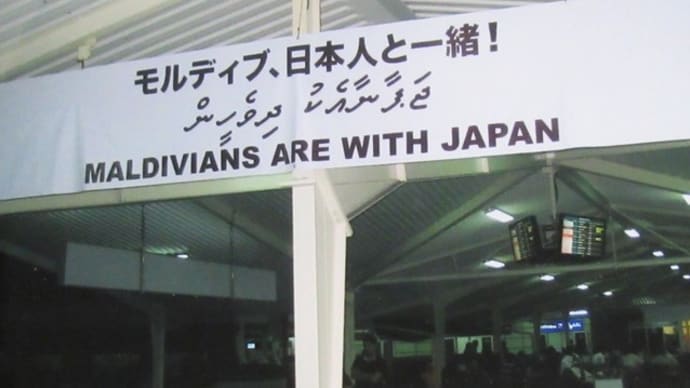 モルディブ、日本人と一緒！
ޖަޕާނާއެކު ދިވެހީން
MALDIVIANS ARE WITH JAPAN